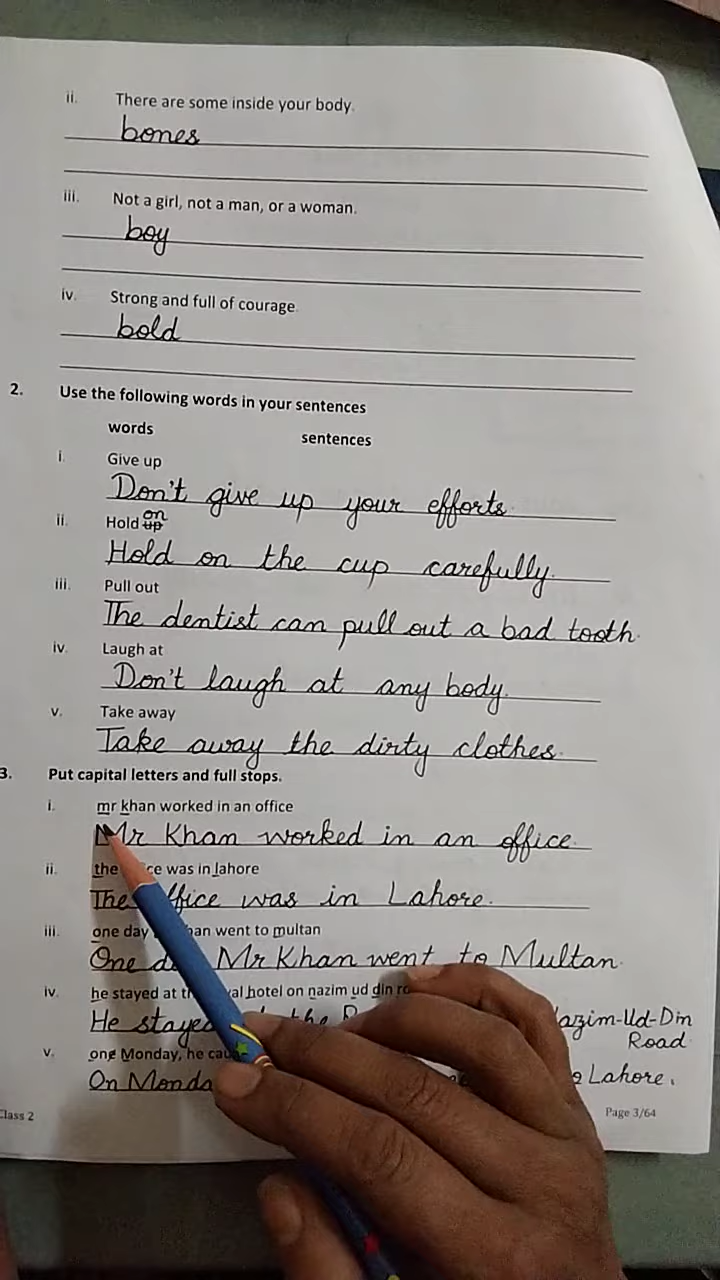 ii. There are some inside your body.
bones
iii. Not a girl, not a man, or a woman.
boy
iv. Strong and full of courage.
bold
2. Use the following words in your sentences
words sentences
i. Give up
Don't give up your efforts.
ii. Hold up on
Hold on the cup carefully.
iii. Pull out
The dentist can pull out a bad tooth.
iv. Laugh at
Don't laugh at any body.
v. Take away
Take away the dirty clothes.
3. Put capital letters and full stops.
i. mr khan worked in an office
Mr Khan worked in an office.
ii. the was in lahore
The office was in Lahore.
iii. one day went to multan
One Mr Khan went to Multan.
iv. he stayed at hotel on nazim ud din
He stayed the Nazim-Ud-Din
Road
v. one Monday, he
On Lahore.
Class 2 Page 3/64